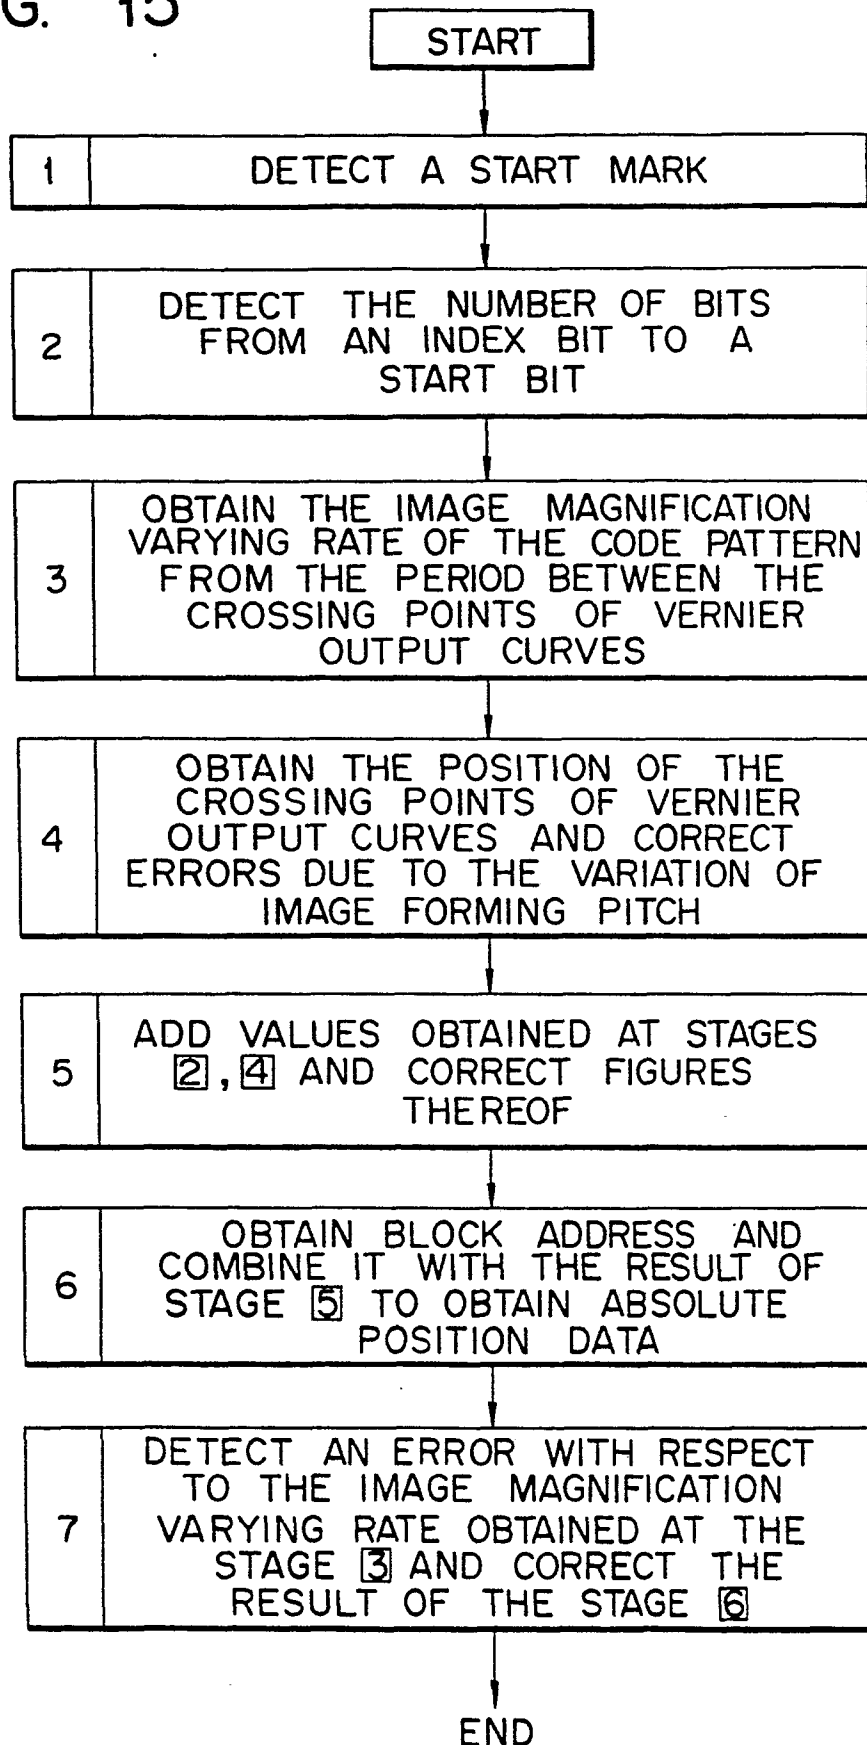 G. 15
START
1 DETECT A START MARK
2 DETECT THE NUMBER OF BITS
FROM AN INDEX BIT TO A
START BIT
3 OBTAIN THE IMAGE MAGNIFICATION
VARYING RATE OF THE CODE PATTERN
FROM THE PERIOD BETWEEN THE
CROSSING POINTS OF VERNIER
OUTPUT CURVES
4 OBTAIN THE POSITION OF THE
CROSSING POINTS OF VERNIER
OUTPUT CURVES AND CORRECT
ERRORS DUE TO THE VARIATION OF
IMAGE FORMING PITCH
5 ADD VALUES OBTAINED AT STAGES
2, 4 AND CORRECT FIGURES
THEREOF
6 OBTAIN BLOCK ADDRESS AND
COMBINE IT WITH THE RESULT OF
STAGE 5 TO OBTAIN ABSOLUTE
POSITION DATA
7 DETECT AN ERROR WITH RESPECT
TO THE IMAGE MAGNIFICATION
VARYING RATE OBTAINED AT THE
STAGE 3 AND CORRECT THE
RESULT OF THE STAGE 6
END